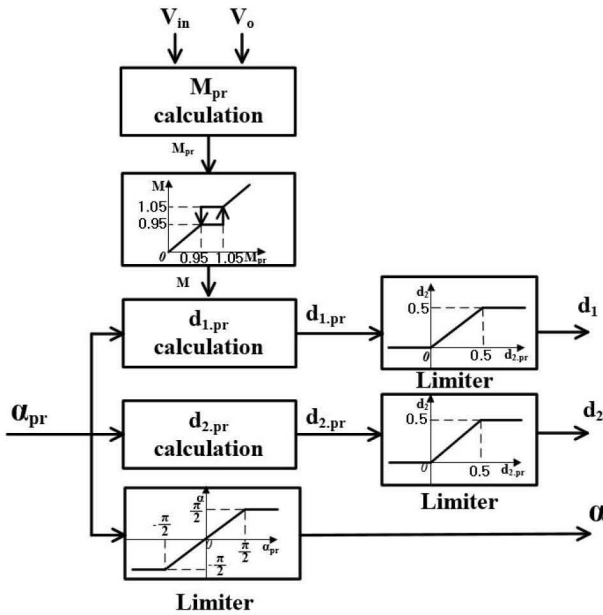 V_in V_o
M_pr
calculation
M_pr
M
1.05
0.95
0
0.95 1.05 M_pr
M
d_1.pr
calculation
d_1.pr
d_2
0.5
0
0.5
d_2.pr
d_1
Limiter
α_pr
d_2.pr
calculation
d_2.pr
d_2
0.5
0
0.5
d_2.pr
d_2
Limiter
α
π/2
-π/2
0
π/2
α_pr
-π/2
α
Limiter